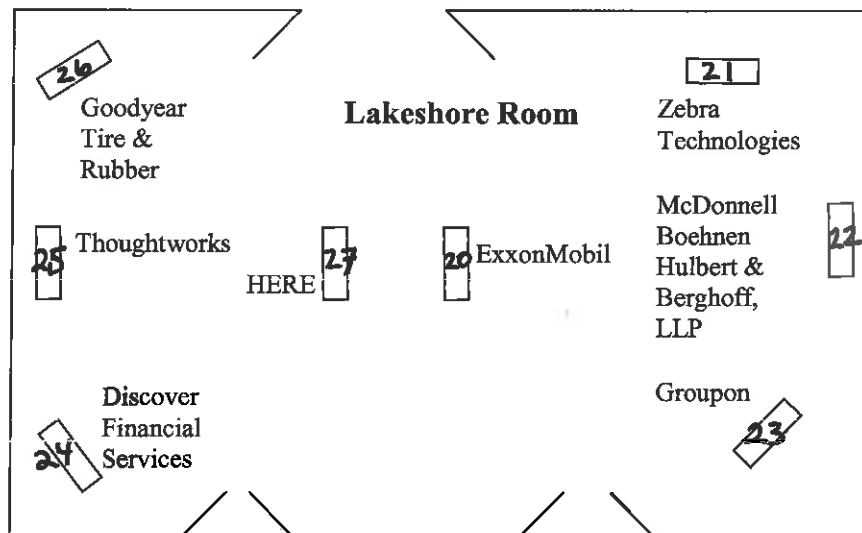 26
Goodyear
Tire &
Rubber
Lakeshore Room
21
Zebra
Technologies
25
Thoughtworks
HERE
27
20
ExxonMobil
McDonnell
Boehnen
Hulbert &
Berghoff,
LLP
22
24
Discover
Financial
Services
Groupon
23